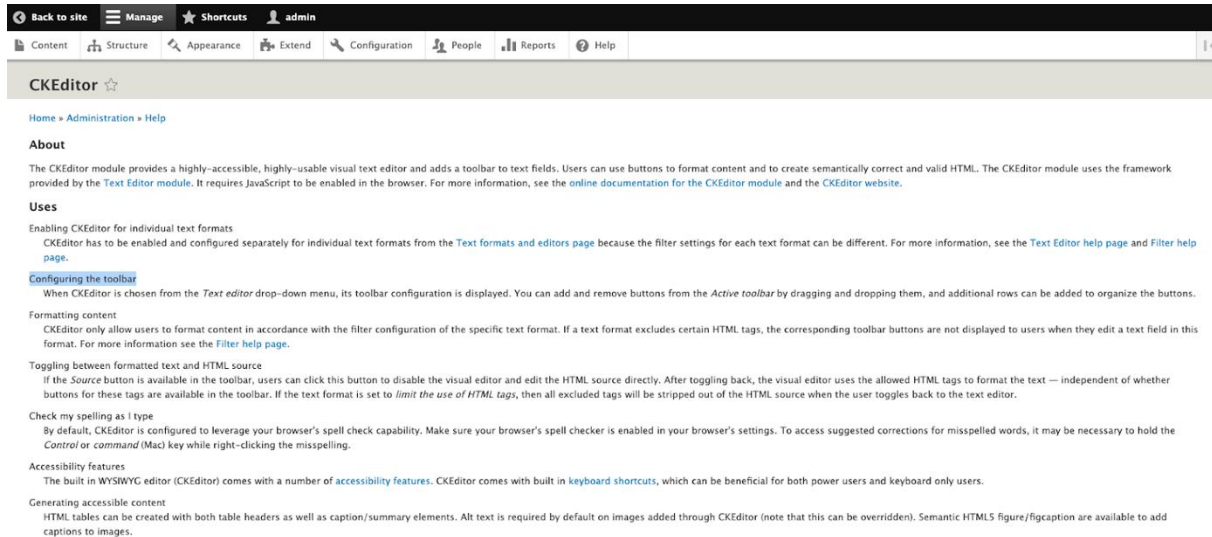 Back to site Manage Shortcuts admin
Content Structure Appearance Extend Configuration People Reports Help
CKEditor
Home » Administration » Help
About
The CKEditor module provides a highly-accessible, highly-usable visual text editor and adds a toolbar to text fields. Users can use buttons to format content and to create semantically correct and valid HTML. The CKEditor module uses the framework
provided by the Text Editor module. It requires JavaScript to be enabled in the browser. For more information, see the online documentation for the CKEditor module and the CKEditor website.
Uses
Enabling CKEditor for individual text formats
CKEditor has to be enabled and configured separately for individual text formats from the Text formats and editors page because the filter settings for each text format can be different. For more information, see the Text Editor help page and Filter help
page.
Configuring the toolbar
When CKEditor is chosen from the Text editor drop-down menu, its toolbar configuration is displayed. You can add and remove buttons from the Active toolbar by dragging and dropping them, and additional rows can be added to organize the buttons.
Formatting content
CKEditor only allow users to format content in accordance with the filter configuration of the specific text format. If a text format excludes certain HTML tags, the corresponding toolbar buttons are not displayed to users when they edit a text field in this
format. For more information see the Filter help page.
Toggling between formatted text and HTML source
If the Source button is available in the toolbar, users can click this button to disable the visual editor and edit the HTML source directly. After toggling back, the visual editor uses the allowed HTML tags to format the text — independent of whether
buttons for these tags are available in the toolbar. If the text format is set to limit the use of HTML tags, then all excluded tags will be stripped out of the HTML source when the user toggles back to the text editor.
Check my spelling as I type
By default, CKEditor is configured to leverage your browser's spell check capability. Make sure your browser's spell checker is enabled in your browser's settings. To access suggested corrections for misspelled words, it may be necessary to hold the
Control or command (Mac) key while right-clicking the misspelling.
Accessibility features
The built in WYSIWYG editor (CKEditor) comes with a number of accessibility features. CKEditor comes with built in keyboard shortcuts, which can be beneficial for both power users and keyboard only users.
Generating accessible content
HTML tables can be created with both table headers as well as caption/summary elements. Alt text is required by default on images added through CKEditor (note that this can be overridden). Semantic HTML5 figure/figcaption are available to add
captions to images.